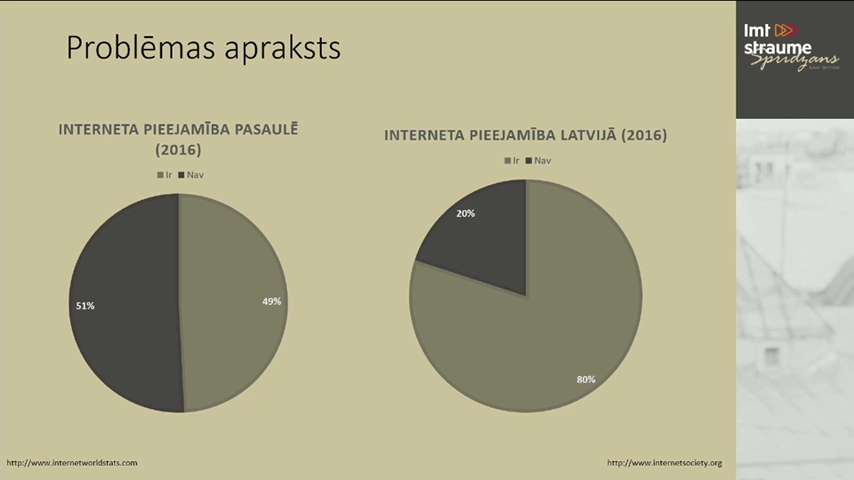 Problēmas apraksts
lmt
straume
Sprīdzāns
INTERNETA PIEEJAMĪBA PASAULĒ
(2016)
Ir Nav
51%
49%
INTERNETA PIEEJAMĪBA LATVIJĀ (2016)
Ir Nav
20%
80%
http://www.internetworldstats.com
http://www.internetsociety.org